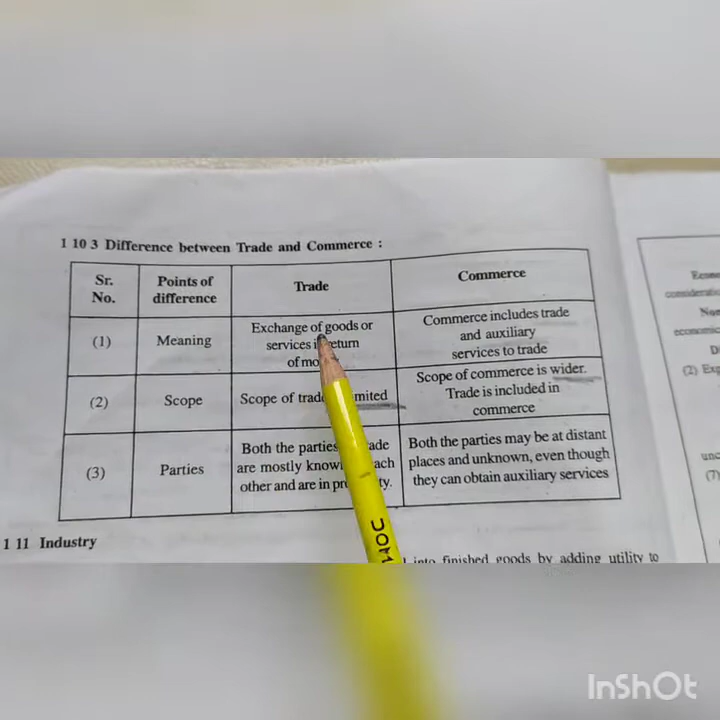 1 10 3 Difference between Trade and Commerce :
Sr. No.
Points of difference
Trade
Commerce
(1)
Meaning
Exchange of goods or
services return
of
Commerce includes trade
and auxiliary
services to trade
(2)
Scope
Scope of
Scope of commerce is wider.
Trade is included in
commerce
(3)
Parties
Both the parties
are mostly
other and are in
Both the parties may be at distant
places and unknown, even though
they can obtain auxiliary services
1 11 Industry
into finished goods by adding utility to
(2)
(7)
InShOt